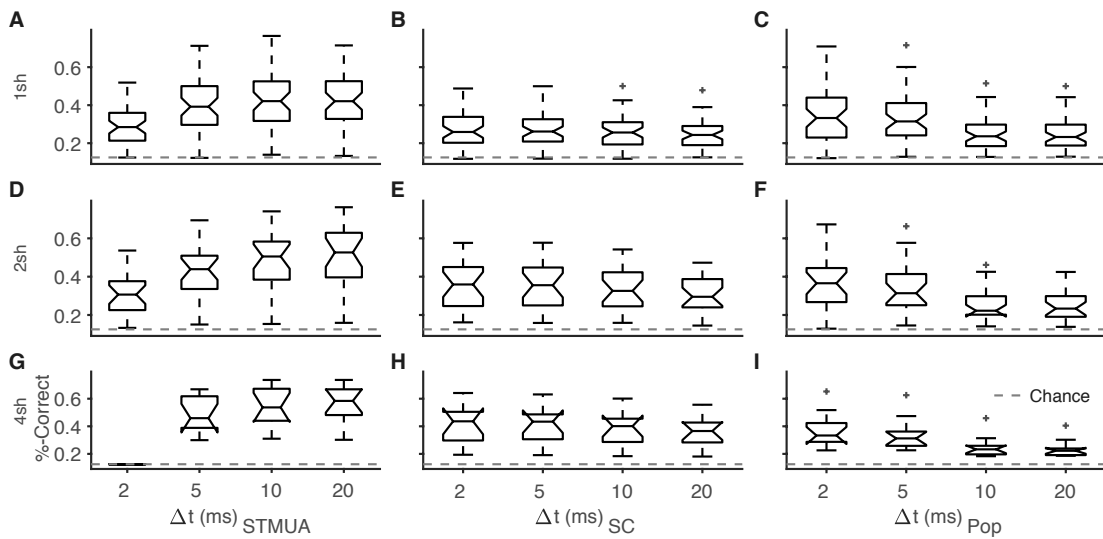 A B C
1sh 0.6 0.4 0.2
D E F
2sh 0.6 0.4 0.2
G H I
4sh %-Correct 0.6 0.4 0.2
Chance
2 5 10 20 2 5 10 20 2 5 10 20
Δt (ms) STMUA Δt (ms) SC Δt (ms) Pop